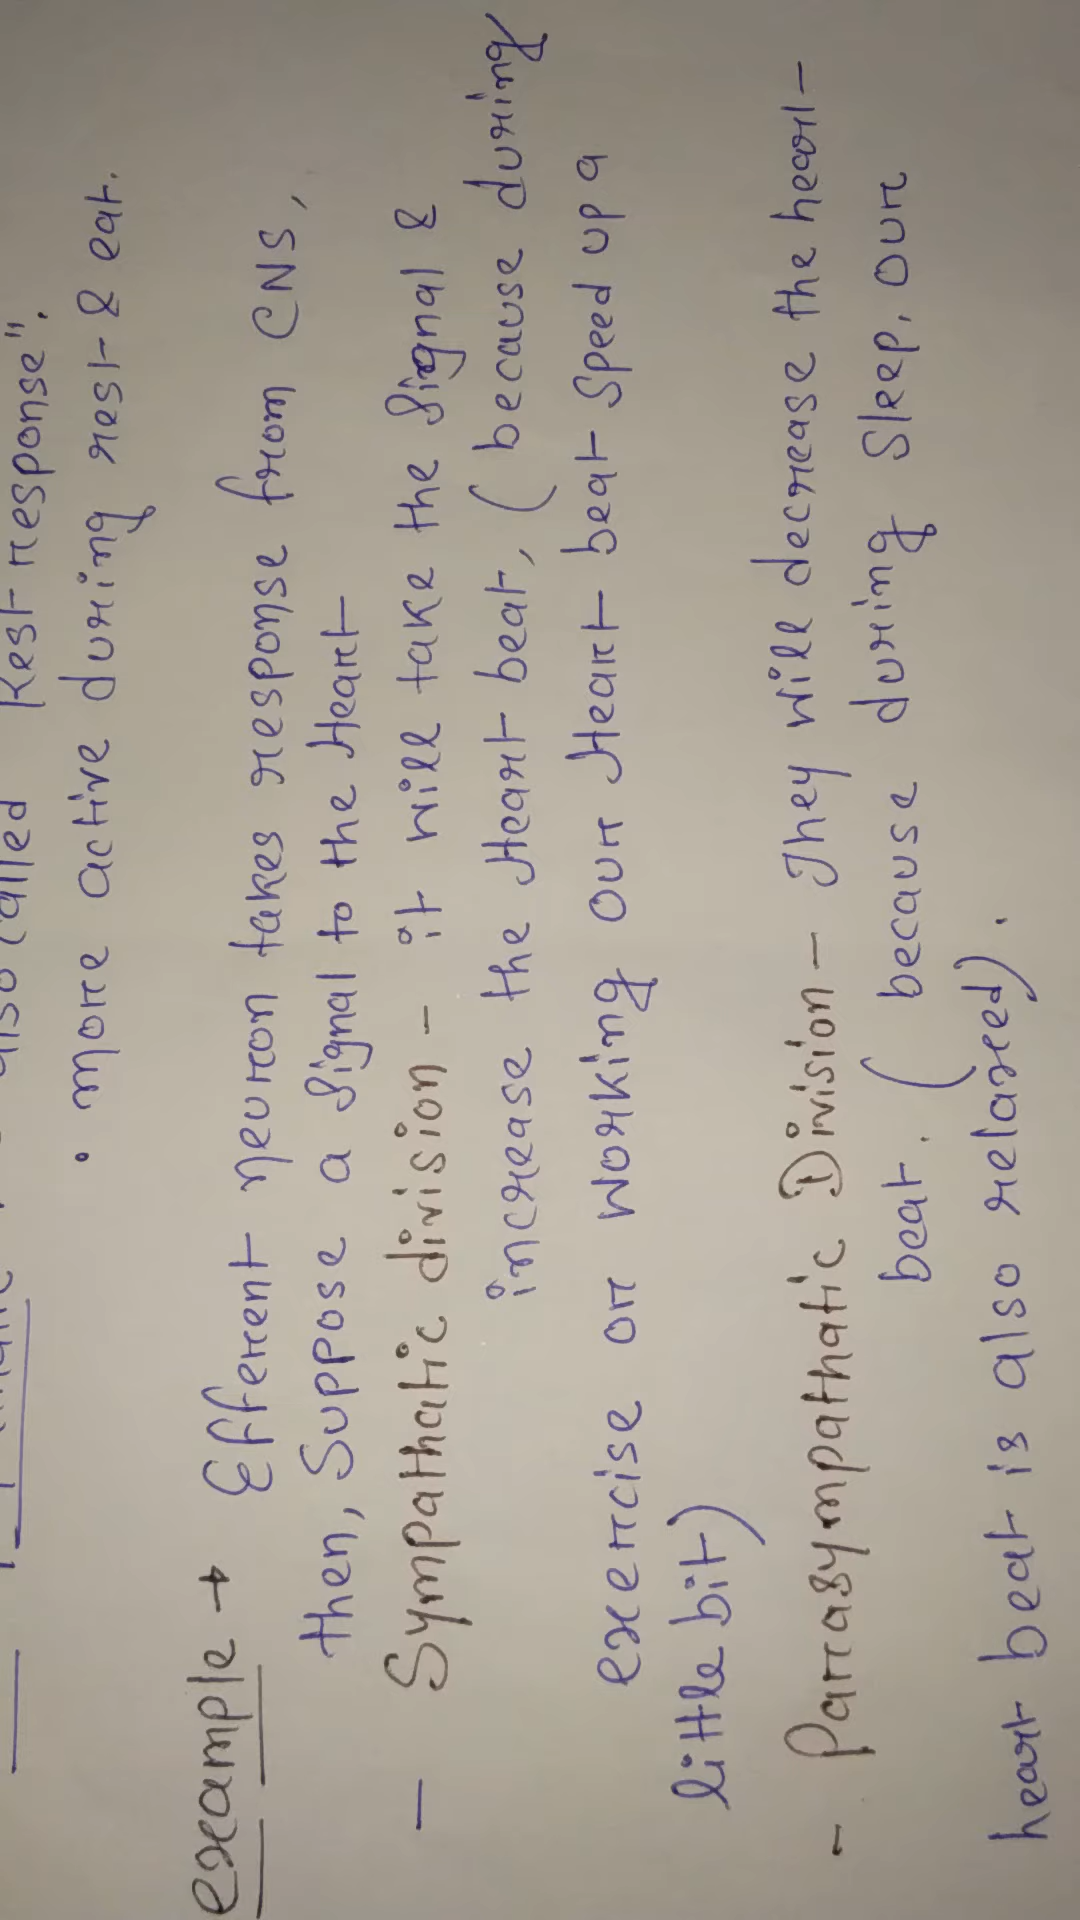 also called "Rest response".
• more active during rest & eat.
example → Efferent neuron takes response from CNS,
then, Suppose a signal to the Heart
- Sympathatic division - it will take the signal &
increase the Heart beat, (because during
exercise or working our Heart beat speed up a
little bit)
- Parasympathatic Division - They will decrease the heart-
beat. (because during sleep, our
heart beat is also relaxed).